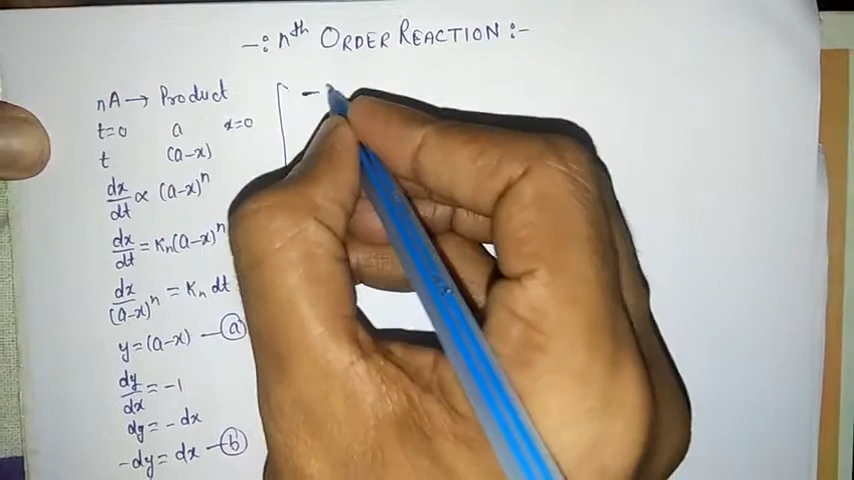 -: nth ORDER REACTION :-
nA → Product
t=0 a x=0
t (a-x)
dx/dt ∝ (a-x)^n
dx/dt = Kn(a-x)^n
dx/(a-x)^n = Kn dt
y=(a-x) — (a)
dy/dx = -1
dy = -dx
-dy = dx — (b)
-